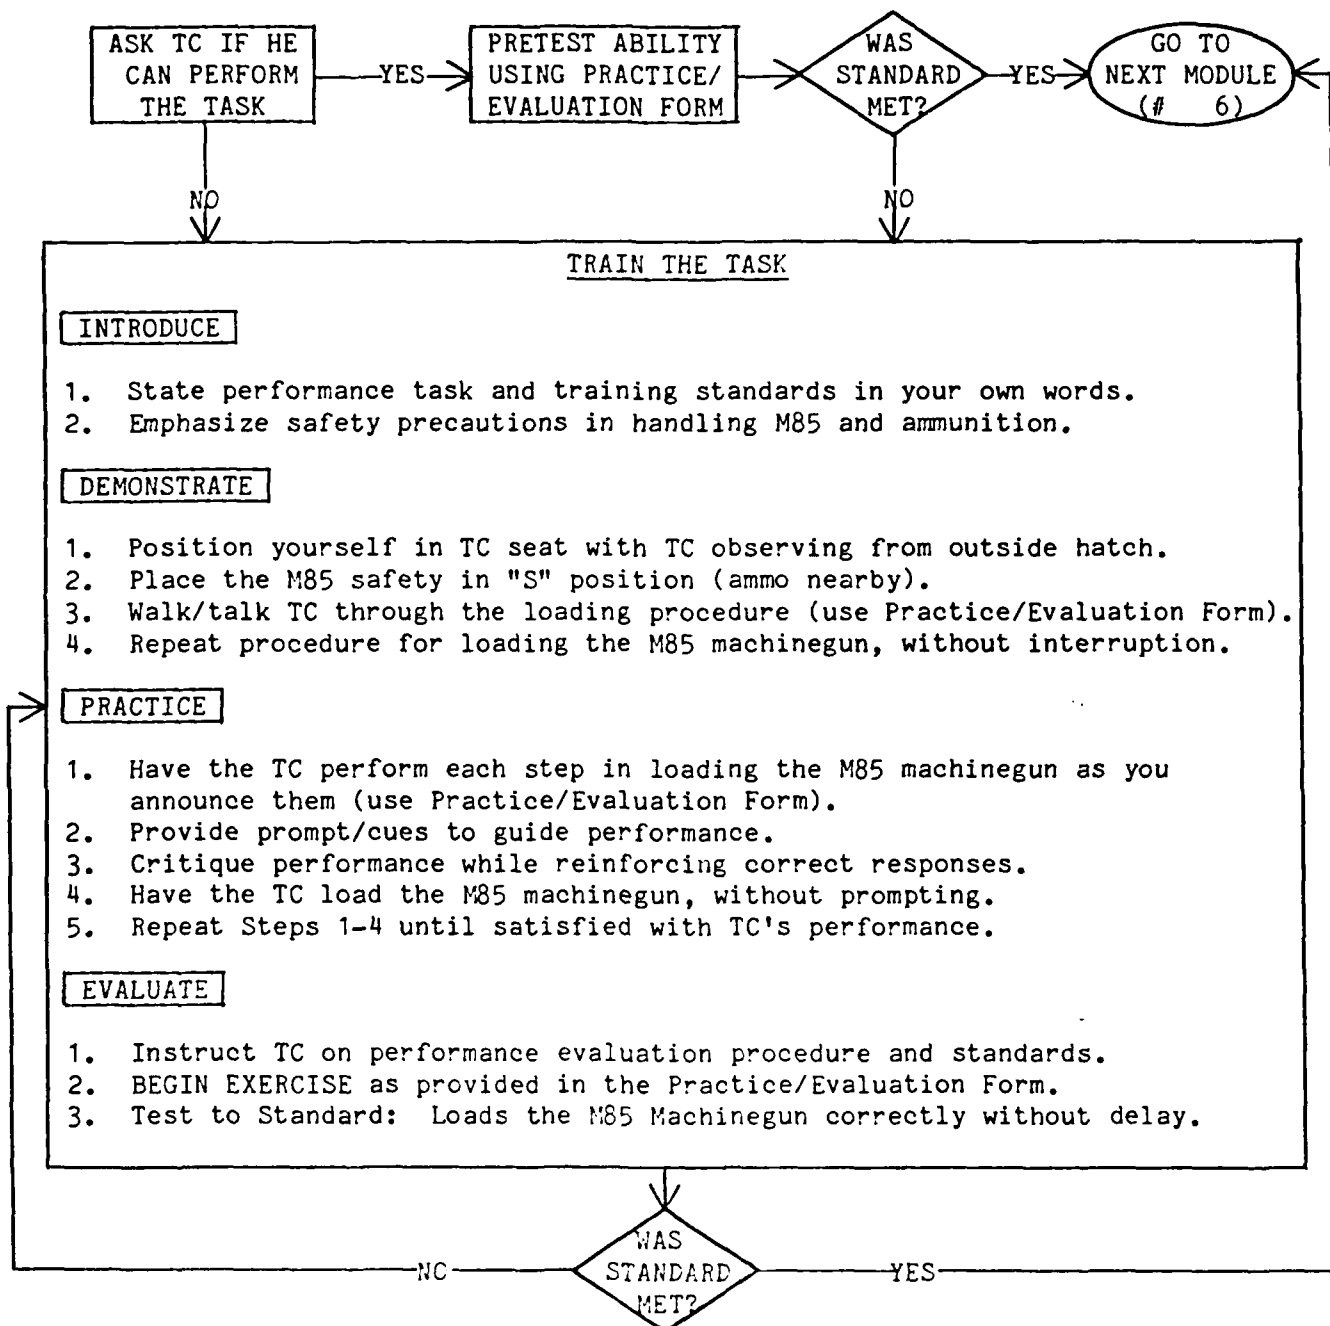 ASK TC IF HE
CAN PERFORM
THE TASK
YES
PRETEST ABILITY
USING PRACTICE/
EVALUATION FORM
WAS
STANDARD
MET?
YES
GO TO
NEXT MODULE
(# 6)
NO
NO
TRAIN THE TASK
INTRODUCE
1. State performance task and training standards in your own words.
2. Emphasize safety precautions in handling M85 and ammunition.
DEMONSTRATE
1. Position yourself in TC seat with TC observing from outside hatch.
2. Place the M85 safety in "S" position (ammo nearby).
3. Walk/talk TC through the loading procedure (use Practice/Evaluation Form).
4. Repeat procedure for loading the M85 machinegun, without interruption.
PRACTICE
1. Have the TC perform each step in loading the M85 machinegun as you
announce them (use Practice/Evaluation Form).
2. Provide prompt/cues to guide performance.
3. Critique performance while reinforcing correct responses.
4. Have the TC load the M85 machinegun, without prompting.
5. Repeat Steps 1-4 until satisfied with TC's performance.
EVALUATE
1. Instruct TC on performance evaluation procedure and standards.
2. BEGIN EXERCISE as provided in the Practice/Evaluation Form.
3. Test to Standard: Loads the M85 Machinegun correctly without delay.
WAS
STANDARD
MET?
NO
YES